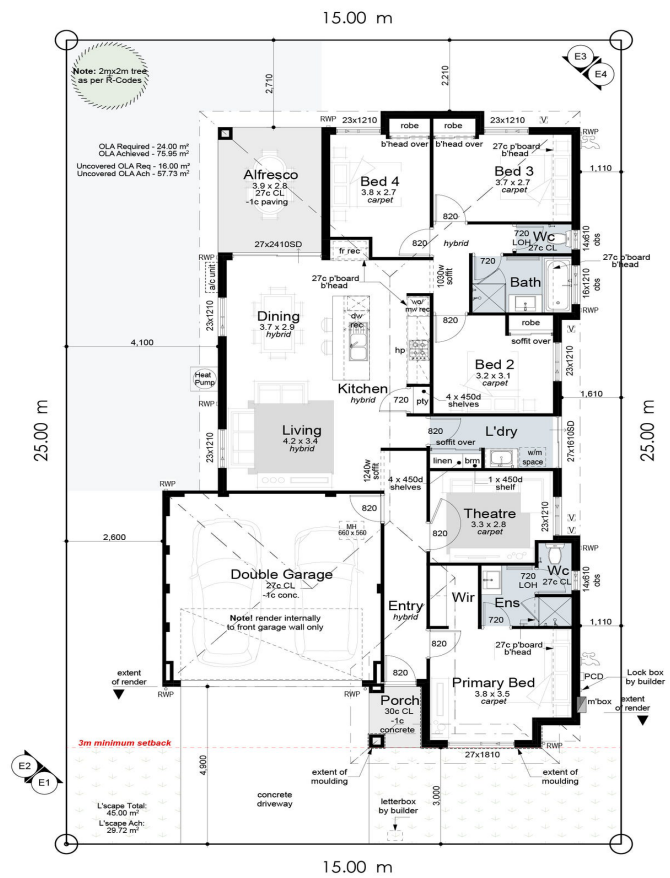 15.00 m
Note: 2mx2m tree
as per R-Codes
E3
E4
2,710
2,210
OLA Required - 24.00 m²
OLA Achieved - 75.95 m²
Uncovered OLA Req - 16.00 m²
Uncovered OLA Ach - 57.73 m²
RWP
23x1210
robe
b'head over
robe
b'head over
23x1210
V
RWP
27c p'board
b'head
Alfresco
3.9 x 2.8
27c CL
-1c paving
Bed 4
3.8 x 2.7
carpet
Bed 3
3.7 x 2.7
carpet
1,110
820
820
hybrid
720
LOH
Wc
27c CL
14x610
obs
27x2410SD
fr rec
RWP
a/c unit
27c p'board
b'head
1030w
soffit
720
Bath
27c p'board
b'head
16x1210
obs
RWP
wo/
mw rec
dw
rec
hp
Dining
3.7 x 2.9
hybrid
23x1210
820
robe
soffit over
V
Bed 2
3.2 x 3.1
carpet
23x1210
4,100
Heat
Pump
Kitchen
hybrid
720
pty
4 x 450d
shelves
1,610
RWP
25.00 m
25.00 m
Living
4.2 x 3.4
hybrid
23x1210
820
soffit over
L'dry
linen
brm
w/m
space
27x1610SD
1240w
soffit
4 x 450d
shelves
1 x 450d
shelf
RWP
820
MH
660 x 560
820
Theatre
3.3 x 2.8
carpet
23x1210
V
V
RWP
2,600
Double Garage
27c CL
-1c conc.
Note! render internally
to front garage wall only
Entry
hybrid
Wir
720
LOH
Wc
27c CL
14x610
obs
Ens
720
1,110
820
27c p'board
b'head
820
Primary Bed
3.8 x 3.5
carpet
PCD
Lock box
by builder
m'box
extent
of render
extent
of render
RWP
RWP
Porch
30c CL
-1c
concrete
RWP
27x1810
3m minimum setback
E2
E1
4,900
3,000
extent of
moulding
extent of
moulding
concrete
driveway
letterbox
by builder
L'scape Total:
45.00 m²
L'scape Ach:
29.72 m²
15.00 m